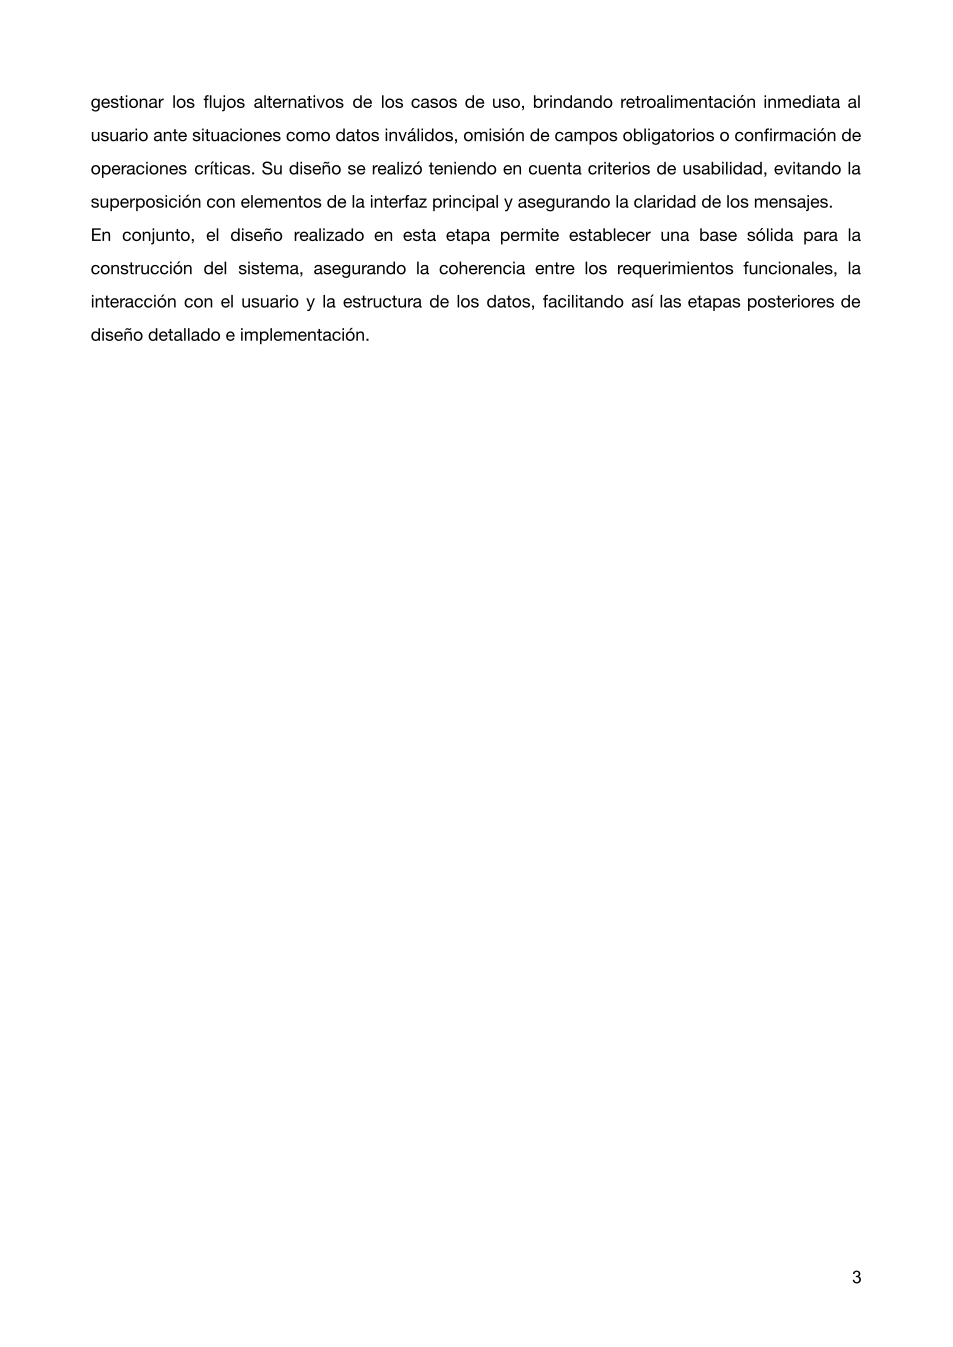 gestionar los flujos alternativos de los casos de uso, brindando retroalimentación inmediata al
usuario ante situaciones como datos inválidos, omisión de campos obligatorios o confirmación de
operaciones críticas. Su diseño se realizó teniendo en cuenta criterios de usabilidad, evitando la
superposición con elementos de la interfaz principal y asegurando la claridad de los mensajes.
En conjunto, el diseño realizado en esta etapa permite establecer una base sólida para la
construcción del sistema, asegurando la coherencia entre los requerimientos funcionales, la
interacción con el usuario y la estructura de los datos, facilitando así las etapas posteriores de
diseño detallado e implementación.
3